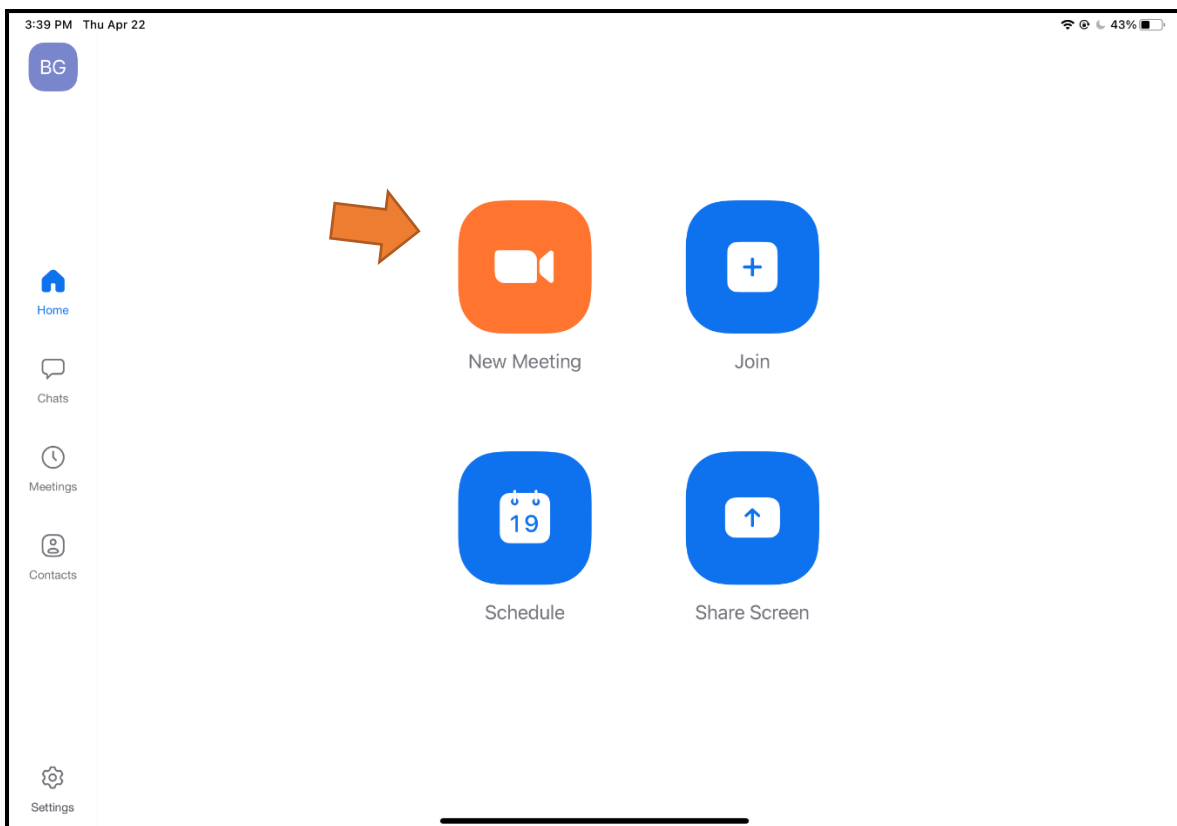 3:39 PM Thu Apr 22
43%
BG
Home
Chats
Meetings
Contacts
Settings
New Meeting
Join
19
Schedule
Share Screen